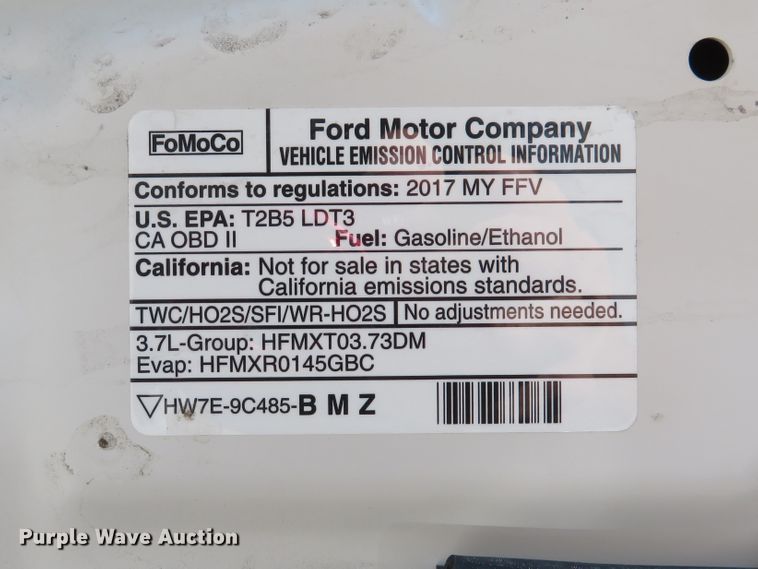 FoMoCo
Ford Motor Company
VEHICLE EMISSION CONTROL INFORMATION
Conforms to regulations: 2017 MY FFV
U.S. EPA: T2B5 LDT3
CA OBD II Fuel: Gasoline/Ethanol
California: Not for sale in states with
California emissions standards.
TWC/HO2S/SFI/WR-HO2S No adjustments needed.
3.7L-Group: HFMXT03.73DM
Evap: HFMXR0145GBC
HW7E-9C485-B M Z
Purple Wave Auction